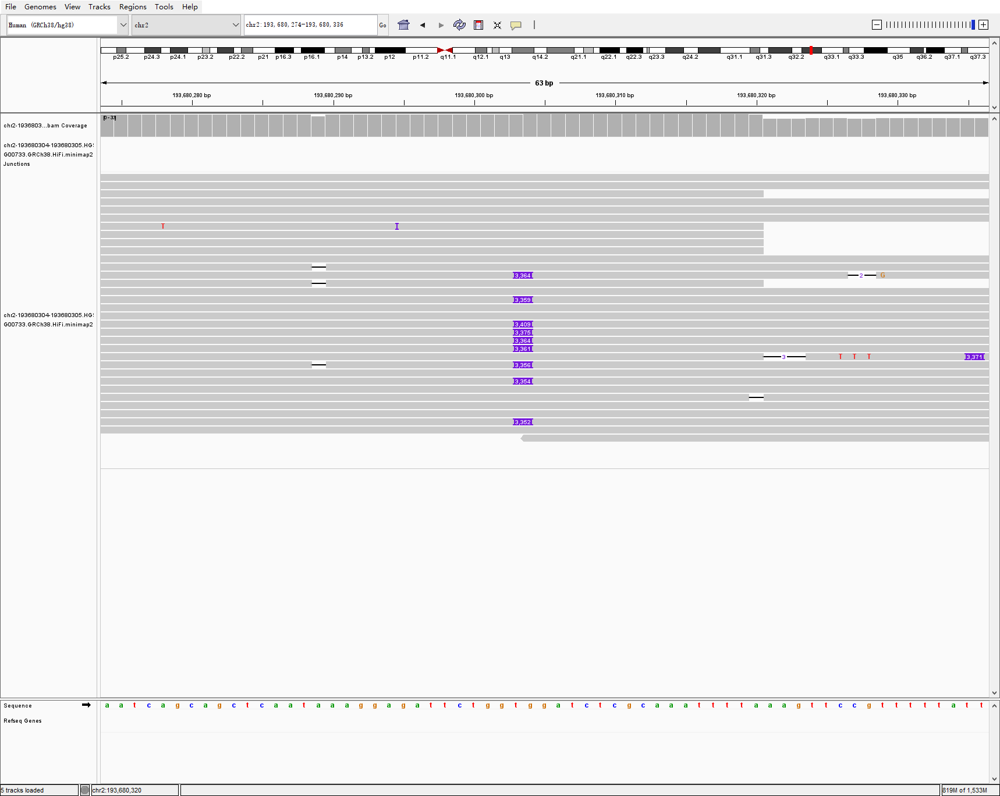 File Genomes View Tracks Regions Tools Help
Human (GRCh38/hg38) chr2 chr2:193,680,274-193,680,336 Go
p25.2 p24.3 p24.1 p23.2 p22.2 p21 p16.3 p16.1 p14 p13.2 p12 p11.2 q11.1 q12.1 q13 q14.2 q21.1 q22.1 q22.3 q23.3 q24.2 q31.1 q31.3 q32.2 q33.1 q33.3 q35 q36.2 q37.1 q37.3
63 bp
193,680,280 bp 193,680,290 bp 193,680,300 bp 193,680,310 bp 193,680,320 bp 193,680,330 bp
[0-33]
chr2-1936803...bam Coverage
chr2-193680304-193680305.HG
G00733.GRCh38.HiFi.minimap2
Junctions
T I
3,364 2 G
3,359
chr2-193680304-193680305.HG
G00733.GRCh38.HiFi.minimap2
3,409
3,375
3,364
3,361
3 T T T 3,371
3,356
3,354
3,352
Sequence a a t c a g c a g c t c a a t a a a g g a g a t t c t g g t g g a t c t c g c a a a t t t t a a a g t t c c g t t t t t a t t
Refseq Genes
5 tracks loaded chr2:193,680,320 819M of 1,533M